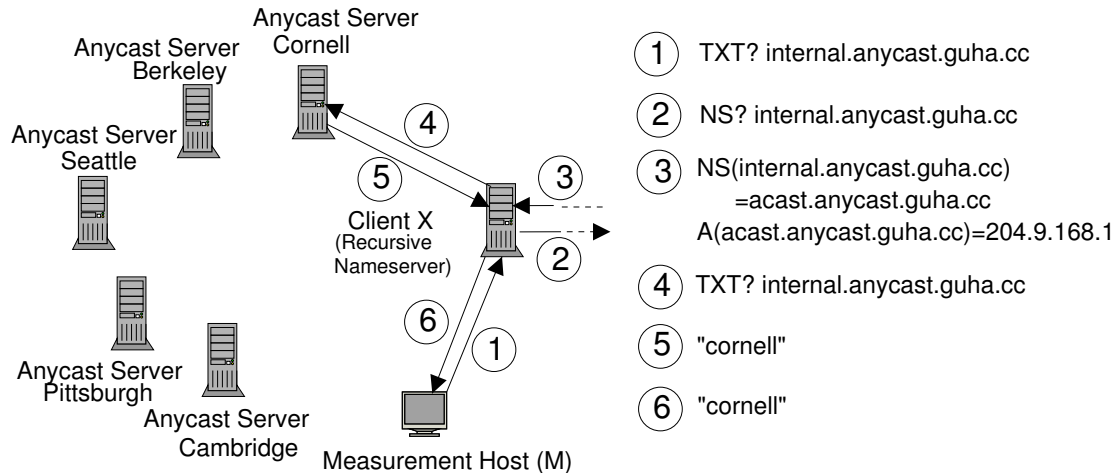 Anycast Server
Cornell
Anycast Server
Berkeley
Anycast Server
Seattle
Anycast Server
Pittsburgh
Anycast Server
Cambridge
Client X
(Recursive
Nameserver)
Measurement Host (M)
4
5
3
2
6
1
1 TXT? internal.anycast.guha.cc
2 NS? internal.anycast.guha.cc
3 NS(internal.anycast.guha.cc)
=acast.anycast.guha.cc
A(acast.anycast.guha.cc)=204.9.168.1
4 TXT? internal.anycast.guha.cc
5 "cornell"
6 "cornell"